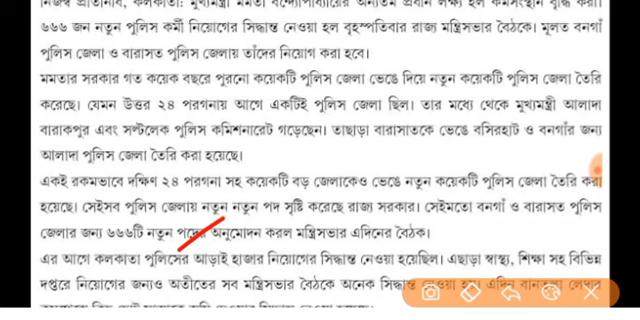 নিজস্ব প্রতিনিধি, কলকাতা: মুখ্যমন্ত্রী মমতা বন্দ্যোপাধ্যায়ের অন্যতম প্রধান লক্ষ্য হল কর্মসংস্থান বৃদ্ধি করা।
৬৬৬ জন নতুন পুলিস কর্মী নিয়োগের সিদ্ধান্ত নেওয়া হল বৃহস্পতিবার রাজ্য মন্ত্রিসভার বৈঠকে। মূলত বনগাঁ
পুলিস জেলা ও বারাসত পুলিস জেলায় তাঁদের নিয়োগ করা হবে।
মমতার সরকার গত কয়েক বছরে পুরনো কয়েকটি পুলিস জেলা ভেঙে দিয়ে নতুন কয়েকটি পুলিস জেলা তৈরি
করেছে। যেমন উত্তর ২৪ পরগনায় আগে একটিই পুলিস জেলা ছিল। তার মধ্যে থেকে মুখ্যমন্ত্রী আলাদা
বারাকপুর এবং সল্টলেক পুলিস কমিশনারেট গড়েছেন। তাছাড়া বারাসাতকে ভেঙে বসিরহাট ও বনগাঁর জন্য
আলাদা পুলিস জেলা তৈরি করা হয়েছে।
একই রকমভাবে দক্ষিণ ২৪ পরগনা সহ কয়েকটি বড় জেলাকেও ভেঙে নতুন কয়েকটি পুলিস জেলা তৈরি করা
হয়েছে। সেইসব পুলিস জেলায় নতুন নতুন পদ সৃষ্টি করেছে রাজ্য সরকার। সেইমতো বনগাঁ ও বারাসত পুলিস
জেলার জন্য ৬৬৬টি নতুন পদের অনুমোদন করল মন্ত্রিসভার এদিনের বৈঠক।
এর আগে কলকাতা পুলিসের আড়াই হাজার নিয়োগের সিদ্ধান্ত নেওয়া হয়েছিল। এছাড়া স্বাস্থ্য, শিক্ষা সহ বিভিন্ন
দপ্তরে নিয়োগের জন্যও অতীতের সব মন্ত্রিসভার বৈঠকে অনেক সিদ্ধান্ত নেওয়া হয়। এদিন